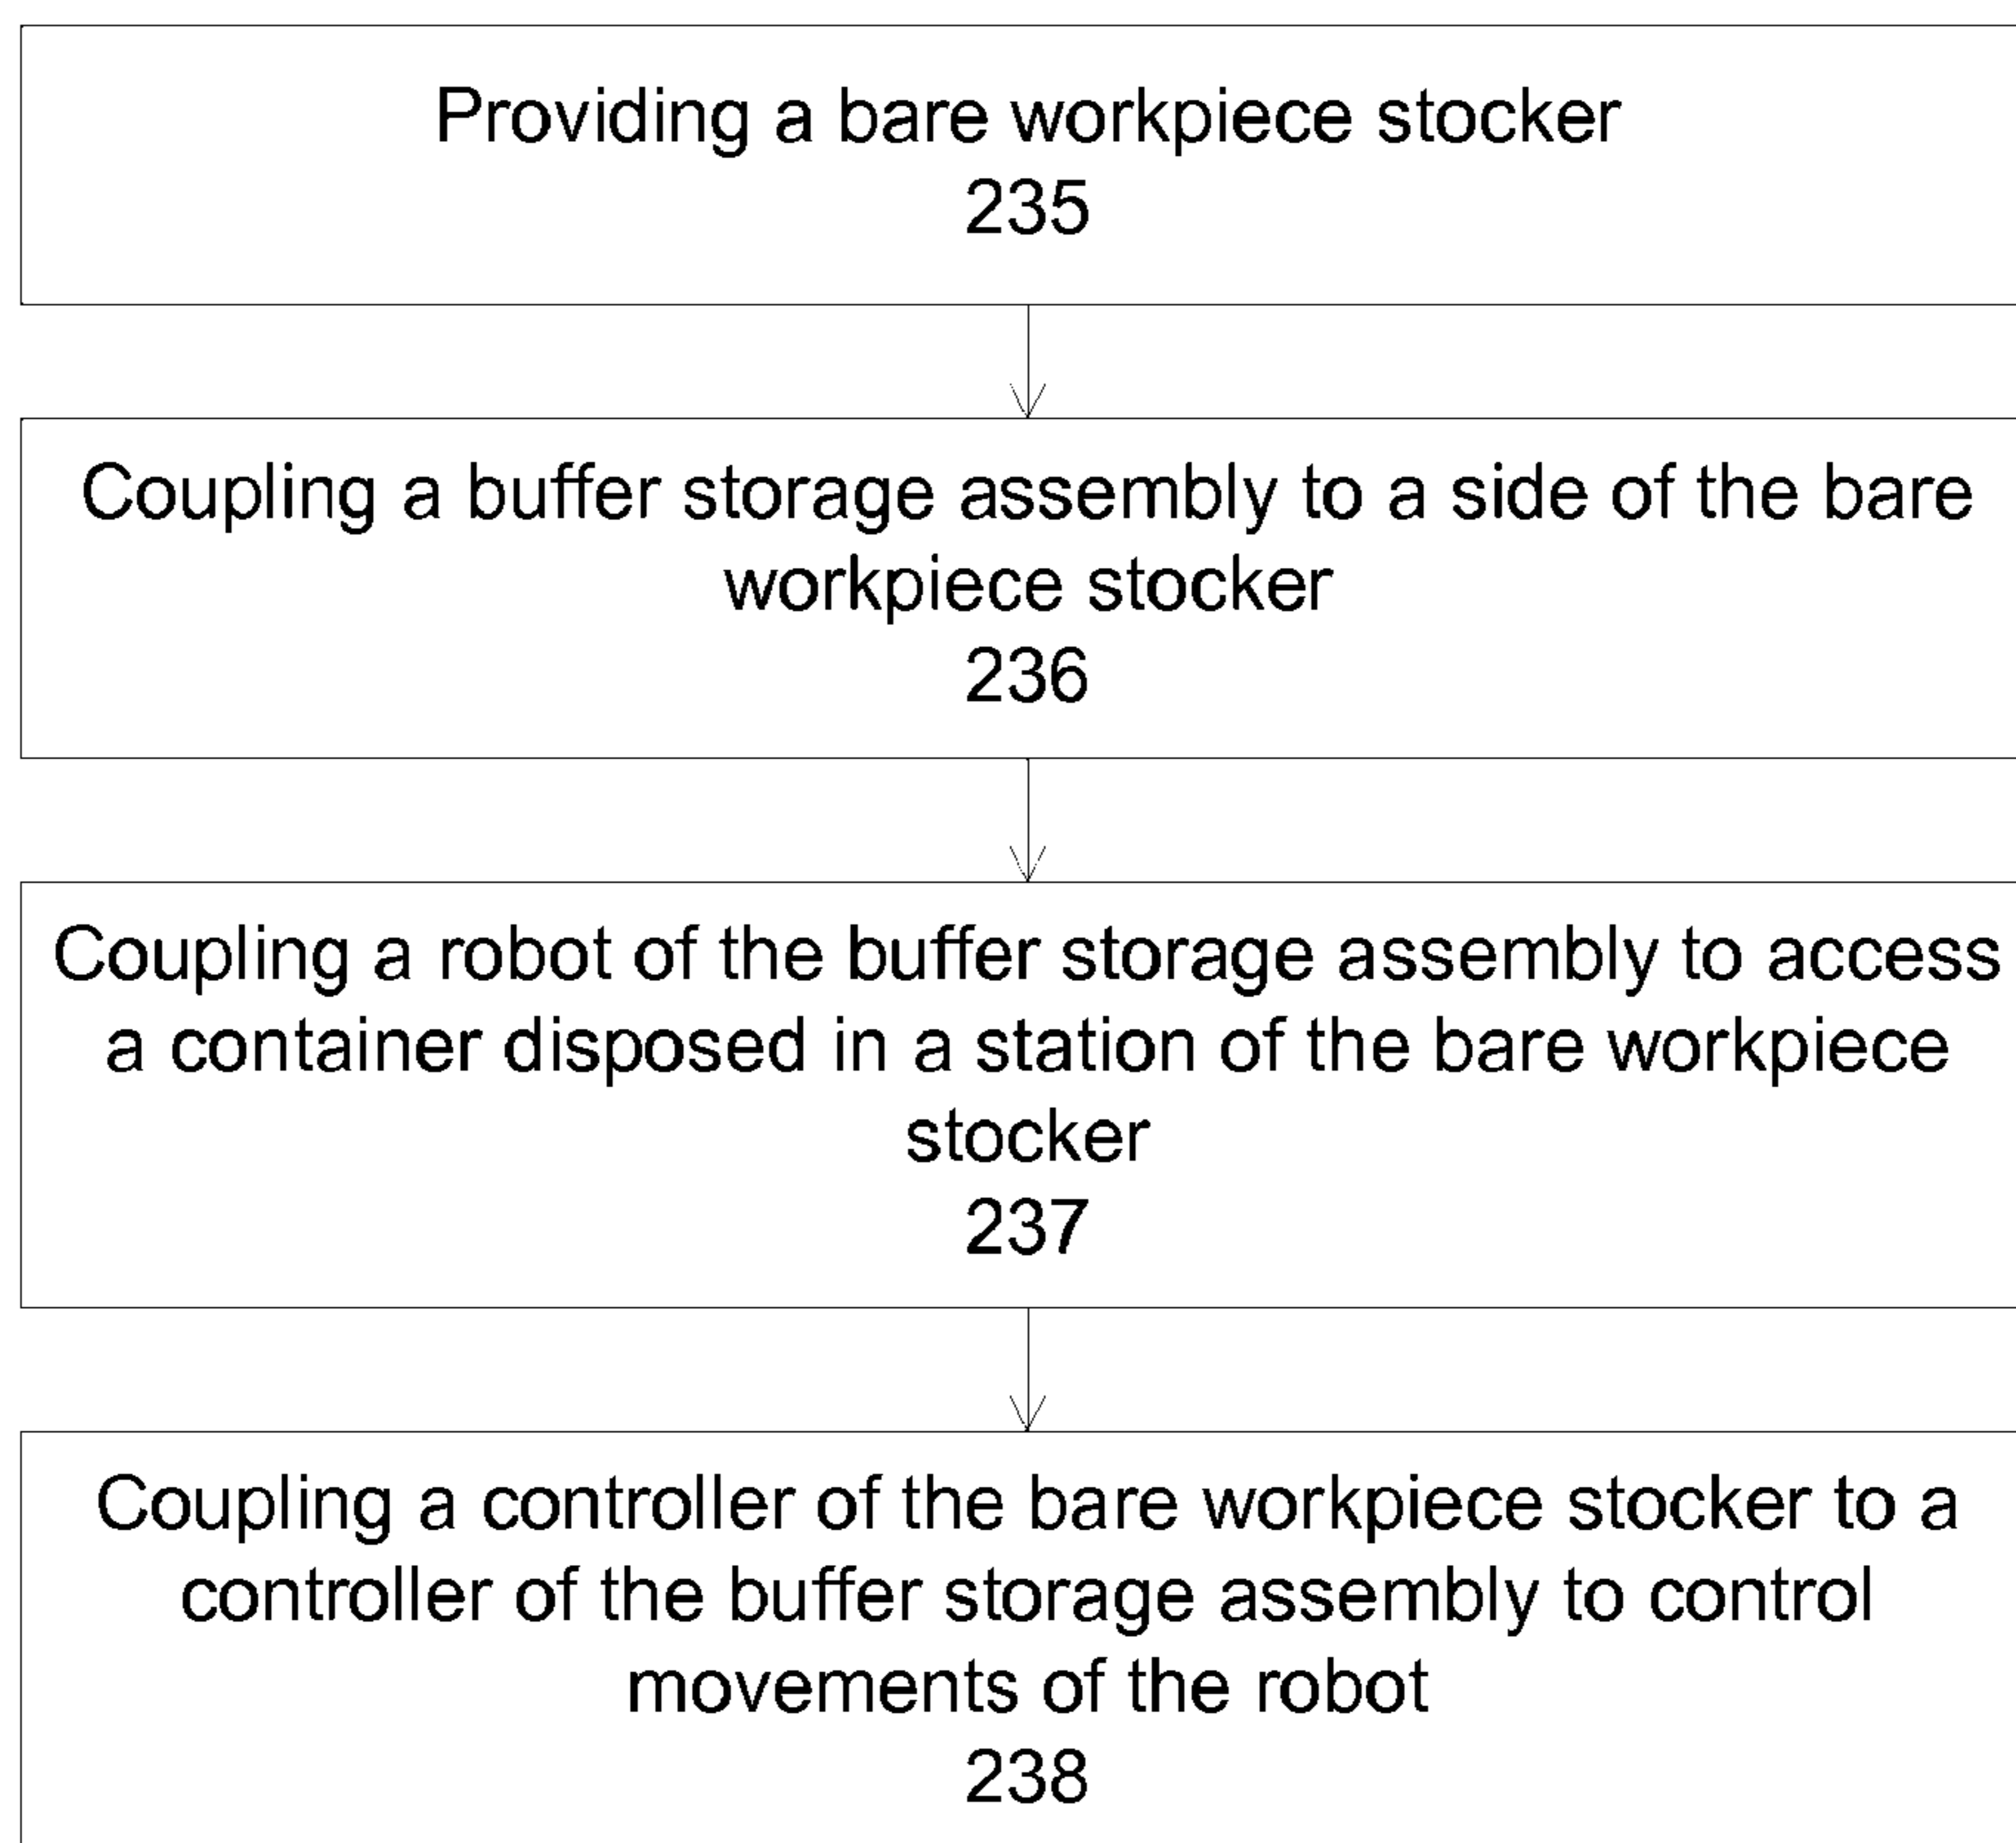 Providing a bare workpiece stocker
235
Coupling a buffer storage assembly to a side of the bare
workpiece stocker
236
Coupling a robot of the buffer storage assembly to access
a container disposed in a station of the bare workpiece
stocker
237
Coupling a controller of the bare workpiece stocker to a
controller of the buffer storage assembly to control
movements of the robot
238